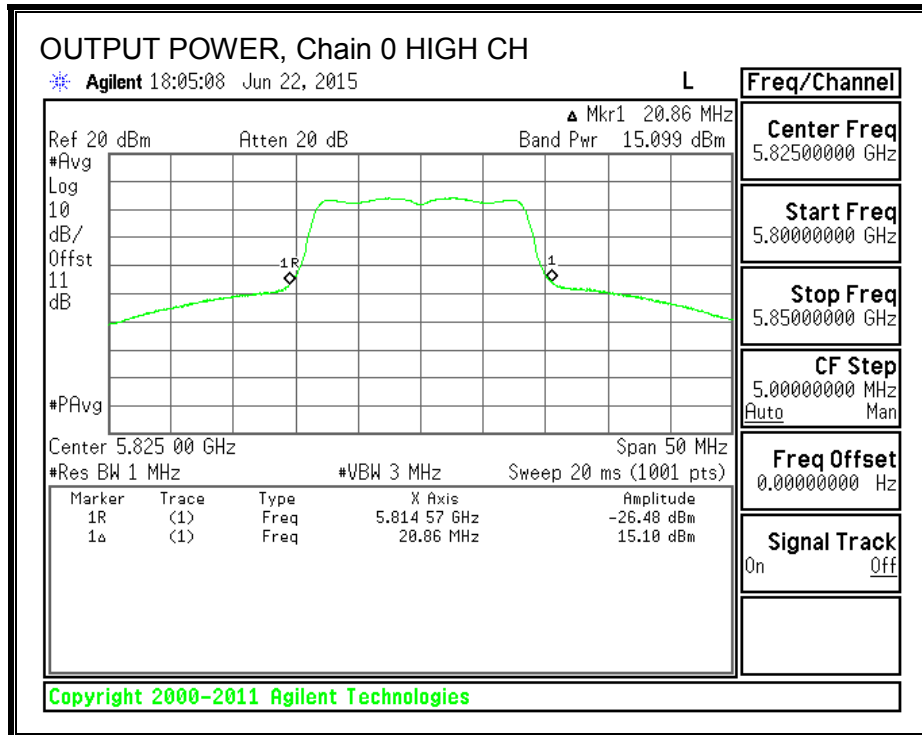 OUTPUT POWER, Chain 0 HIGH CH
Agilent 18:05:08 Jun 22, 2015 L
Freq/Channel
Δ Mkr1 20.86 MHz
Ref 20 dBm Atten 20 dB Band Pwr 15.099 dBm
#Avg
Log
10
dB/
Offst
11
dB
#PAvg
1R
1
Center 5.825 00 GHz Span 50 MHz
#Res BW 1 MHz #VBW 3 MHz Sweep 20 ms (1001 pts)
Marker Trace Type X Axis Amplitude
1R (1) Freq 5.814 57 GHz -26.48 dBm
1Δ (1) Freq 20.86 MHz 15.10 dBm
Center Freq
5.82500000 GHz
Start Freq
5.80000000 GHz
Stop Freq
5.85000000 GHz
CF Step
5.00000000 MHz
Auto Man
Freq Offset
0.00000000 Hz
Signal Track
On Off
Copyright 2000-2011 Agilent Technologies